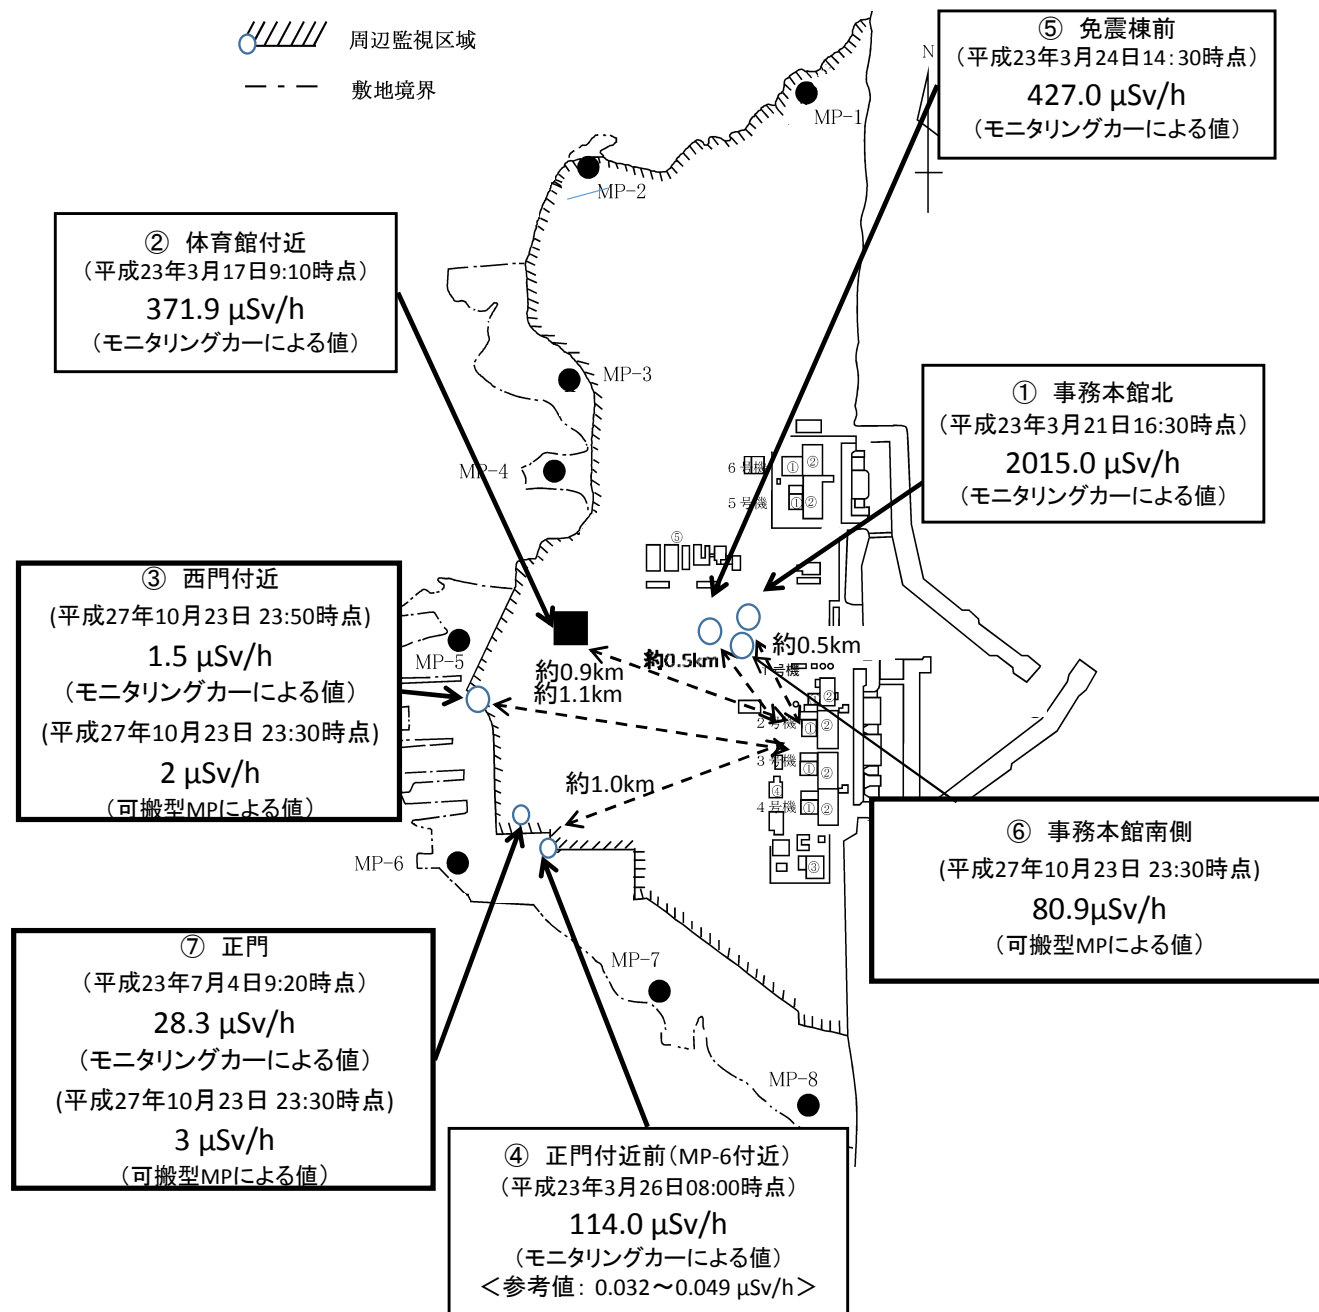 周辺監視区域
敷地境界
⑤ 免震棟前
(平成23年3月24日14:30時点)
427.0 µSv/h
(モニタリングカーによる値)
N
MP-1
MP-2
② 体育館付近
(平成23年3月17日9:10時点)
371.9 µSv/h
(モニタリングカーによる値)
MP-3
① 事務本館北
(平成23年3月21日16:30時点)
2015.0 µSv/h
(モニタリングカーによる値)
MP-4
6号機
① ②
5号機
① ②
⑤
③ 西門付近
(平成27年10月23日 23:50時点)
1.5 µSv/h
(モニタリングカーによる値)
(平成27年10月23日 23:30時点)
2 µSv/h
(可搬型MPによる値)
MP-5
約0.9km
約1.1km
約0.5km
約0.5km
1号機
②
2号機
① ②
3号機
① ②
④
4号機
① ②
③
約1.0km
MP-6
⑥ 事務本館南側
(平成27年10月23日 23:30時点)
80.9µSv/h
(可搬型MPによる値)
⑦ 正門
(平成23年7月4日9:20時点)
28.3 µSv/h
(モニタリングカーによる値)
(平成27年10月23日 23:30時点)
3 µSv/h
(可搬型MPによる値)
MP-7
MP-8
④ 正門付近前(MP-6付近)
(平成23年3月26日08:00時点)
114.0 µSv/h
(モニタリングカーによる値)
<参考値: 0.032~0.049 µSv/h>